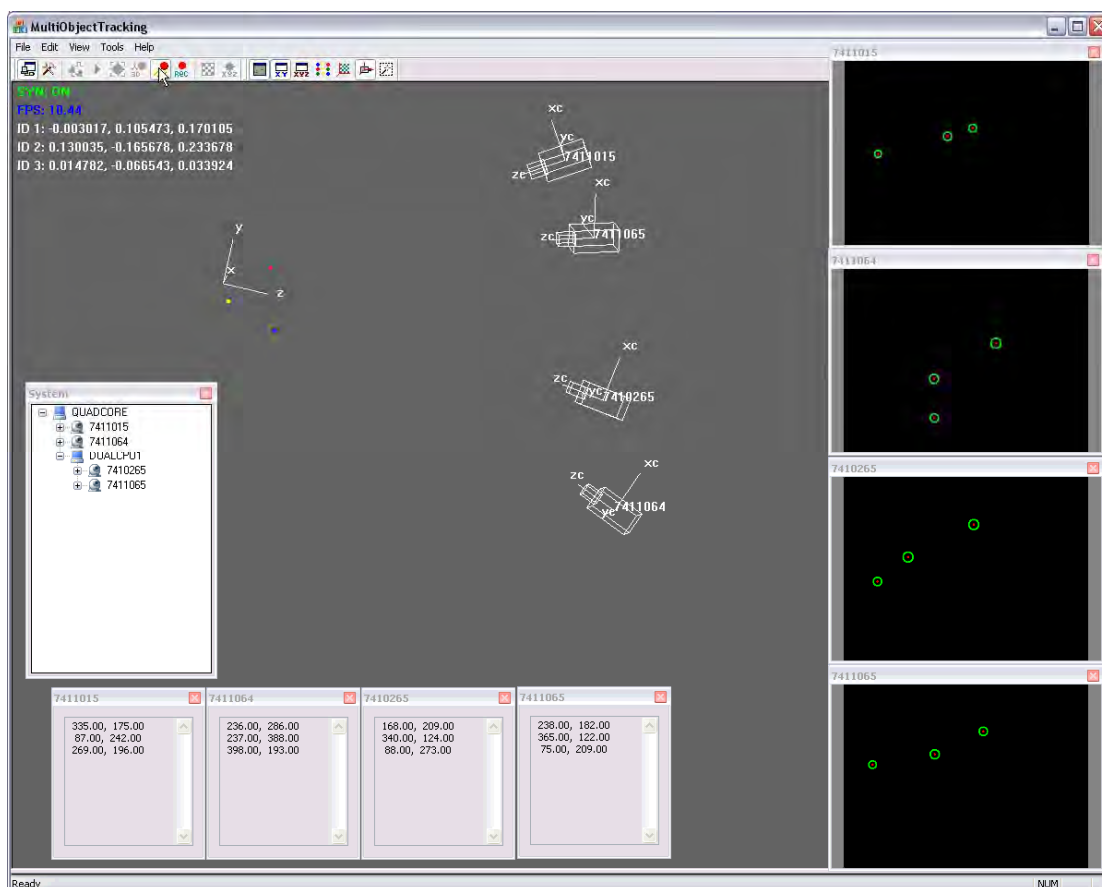 MultiObjectTracking
File Edit View Tools Help
3D REC XYZ XY XYZ
SYN: ON
FPS: 10.44
ID 1: -0.003017, 0.105473, 0.170105
ID 2: 0.130035, -0.165678, 0.233678
ID 3: 0.014782, -0.066543, 0.033924
xc
yc
7411015
zc
xc
yc
zc
7411065
y
x
z
xc
zc
yc
7410265
xc
zc
yc
7411064
System
QUADCORE
7411015
7411064
DUALCPU1
7410265
7411065
7411015
335.00, 175.00
87.00, 242.00
269.00, 196.00
7411064
236.00, 286.00
237.00, 388.00
398.00, 193.00
7410265
168.00, 209.00
340.00, 124.00
88.00, 273.00
7411065
238.00, 182.00
365.00, 122.00
75.00, 209.00
7411015
7411064
7410265
7411065
Ready
NUM